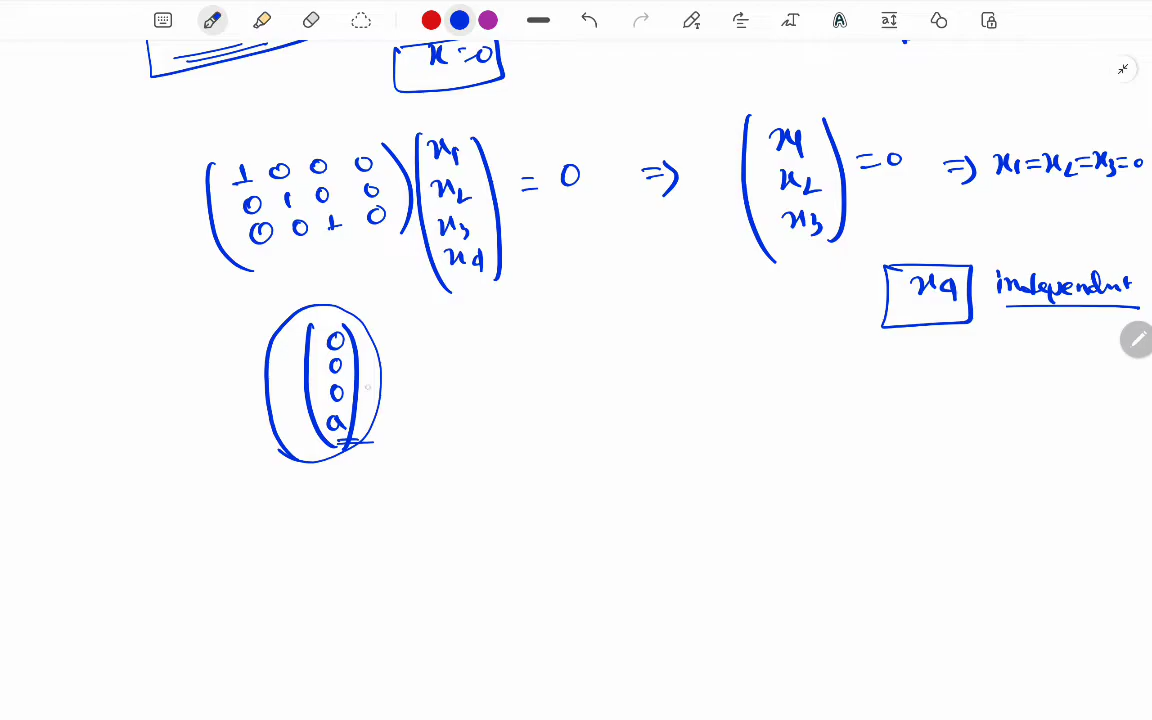 x=0
(1 0 0 0
0 1 0 0
0 0 1 0) (x1
x2
x3
x4) = 0 => (x1
x2
x3) = 0 => x1=x2=x3=0
x4 independent
(0
0
0
a)